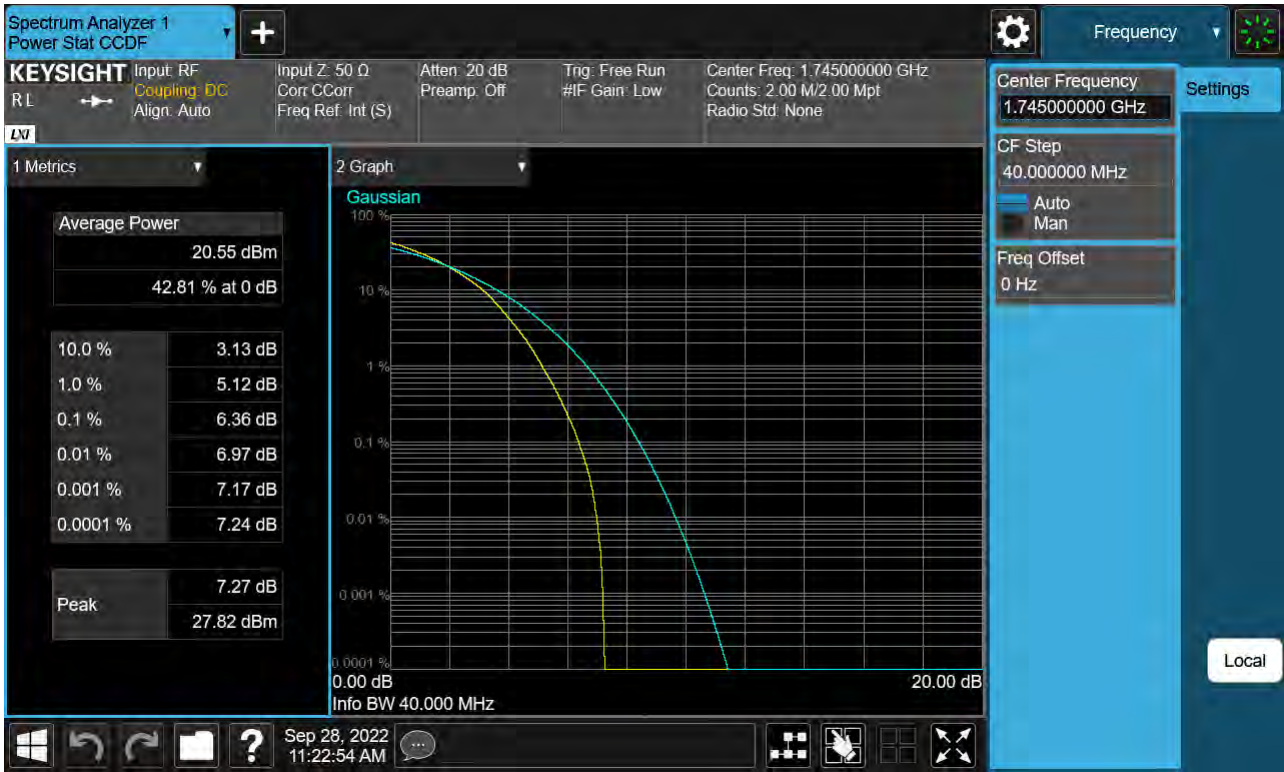 Spectrum Analyzer 1
Power Stat CCDF
Frequency
KEYSIGHT
R L
LXI
Input: RF
Coupling: DC
Align: Auto
Input Z: 50 Ω
Corr CCorr
Freq Ref: Int (S)
Atten: 20 dB
Preamp: Off
Trig: Free Run
#IF Gain: Low
Center Freq: 1.745000000 GHz
Counts: 2.00 M/2.00 Mpt
Radio Std: None
Center Frequency
1.745000000 GHz
Settings
CF Step
40.000000 MHz
Auto
Man
Freq Offset
0 Hz
1 Metrics
Average Power
20.55 dBm
42.81 % at 0 dB
10.0 % 3.13 dB
1.0 % 5.12 dB
0.1 % 6.36 dB
0.01 % 6.97 dB
0.001 % 7.17 dB
0.0001 % 7.24 dB
Peak
7.27 dB
27.82 dBm
2 Graph
Gaussian
100 %
10 %
1 %
0.1 %
0.01 %
0.001 %
0.0001 %
0.00 dB 20.00 dB
Info BW 40.000 MHz
Local
Sep 28, 2022
11:22:54 AM